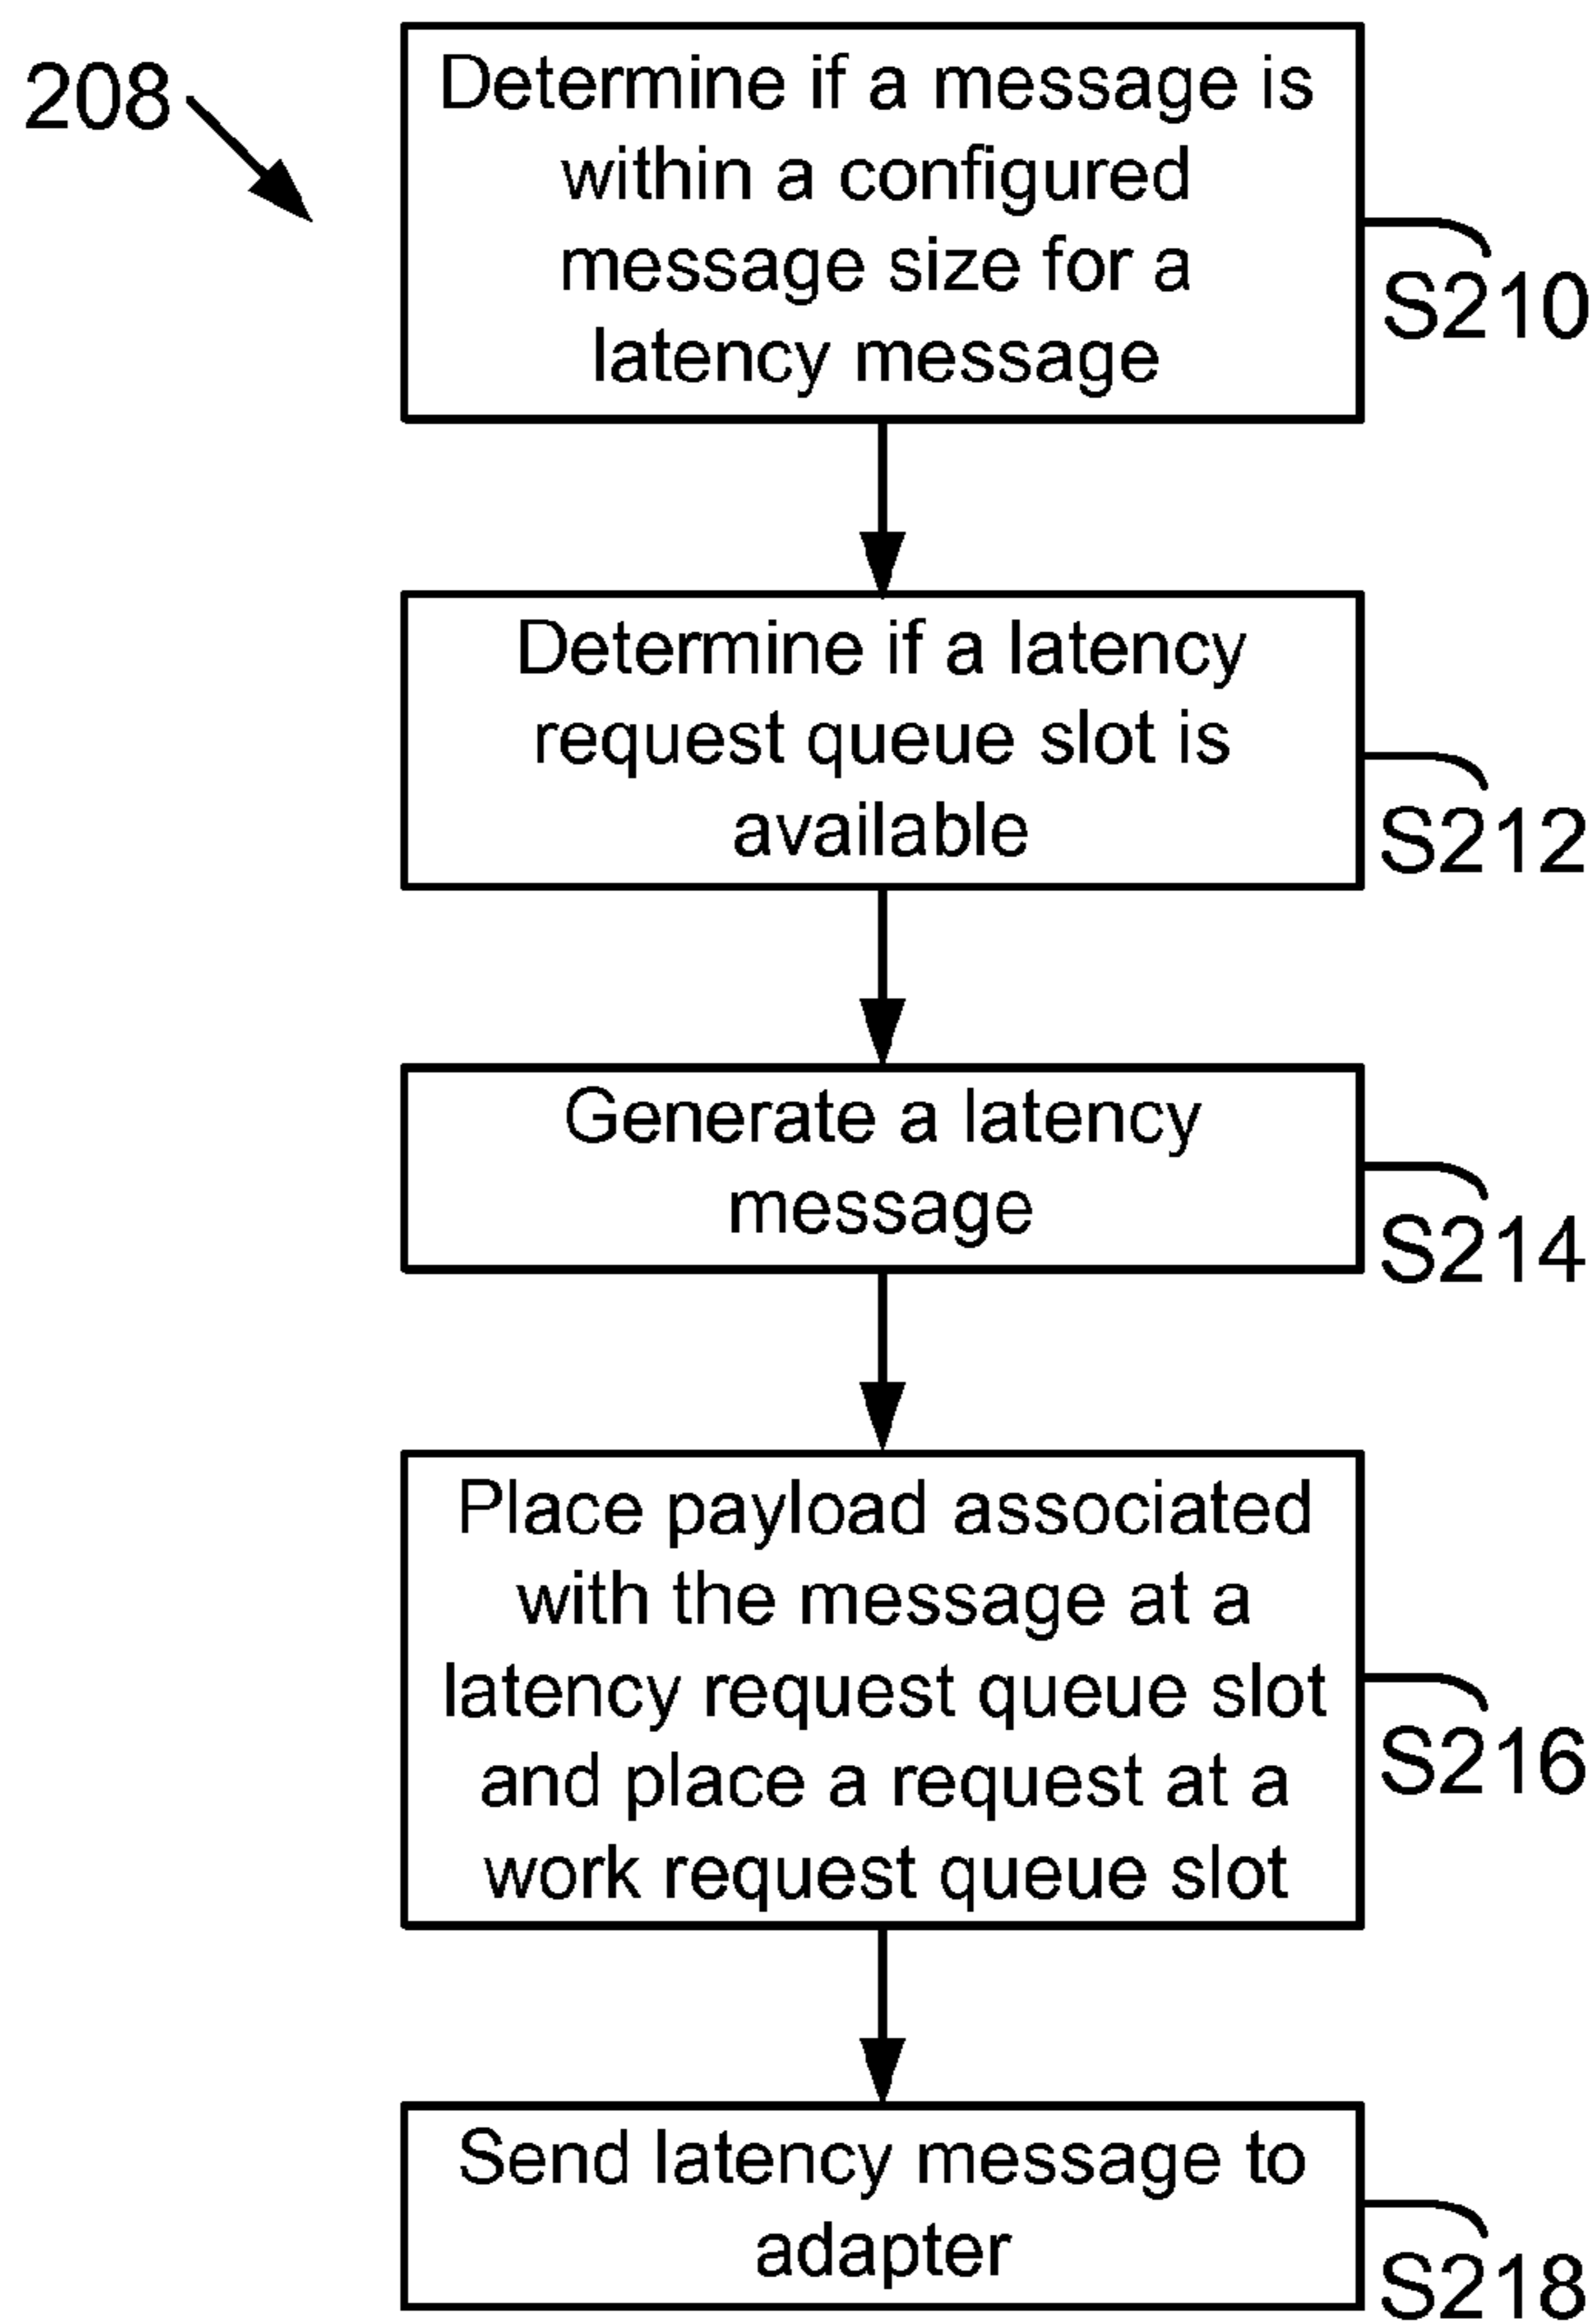 208
Determine if a message is
within a configured
message size for a
latency message
S210
Determine if a latency
request queue slot is
available
S212
Generate a latency
message
S214
Place payload associated
with the message at a
latency request queue slot
and place a request at a
work request queue slot
S216
Send latency message to
adapter
S218